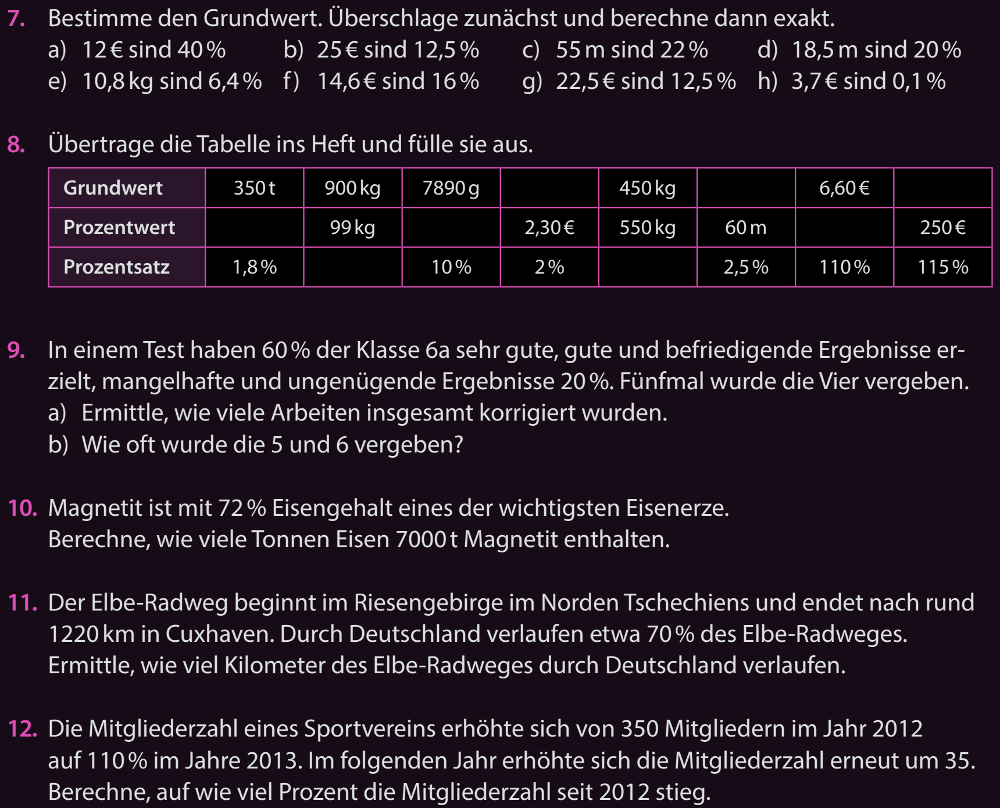 7. Bestimme den Grundwert. Überschlage zunächst und berechne dann exakt.
a) 12 € sind 40 % b) 25 € sind 12,5 % c) 55 m sind 22 % d) 18,5 m sind 20 %
e) 10,8 kg sind 6,4 % f) 14,6 € sind 16 % g) 22,5 € sind 12,5 % h) 3,7 € sind 0,1 %
8. Übertrage die Tabelle ins Heft und fülle sie aus.
Grundwert 350 t 900 kg 7890 g 450 kg 6,60 €
Prozentwert 99 kg 2,30 € 550 kg 60 m 250 €
Prozentsatz 1,8 % 10 % 2 % 2,5 % 110 % 115 %
9. In einem Test haben 60 % der Klasse 6a sehr gute, gute und befriedigende Ergebnisse er-
zielt, mangelhafte und ungenügende Ergebnisse 20 %. Fünfmal wurde die Vier vergeben.
a) Ermittle, wie viele Arbeiten insgesamt korrigiert wurden.
b) Wie oft wurde die 5 und 6 vergeben?
10. Magnetit ist mit 72 % Eisengehalt eines der wichtigsten Eisenerze.
Berechne, wie viele Tonnen Eisen 7000 t Magnetit enthalten.
11. Der Elbe-Radweg beginnt im Riesengebirge im Norden Tschechiens und endet nach rund
1220 km in Cuxhaven. Durch Deutschland verlaufen etwa 70 % des Elbe-Radweges.
Ermittle, wie viel Kilometer des Elbe-Radweges durch Deutschland verlaufen.
12. Die Mitgliederzahl eines Sportvereins erhöhte sich von 350 Mitgliedern im Jahr 2012
auf 110 % im Jahre 2013. Im folgenden Jahr erhöhte sich die Mitgliederzahl erneut um 35.
Berechne, auf wie viel Prozent die Mitgliederzahl seit 2012 stieg.